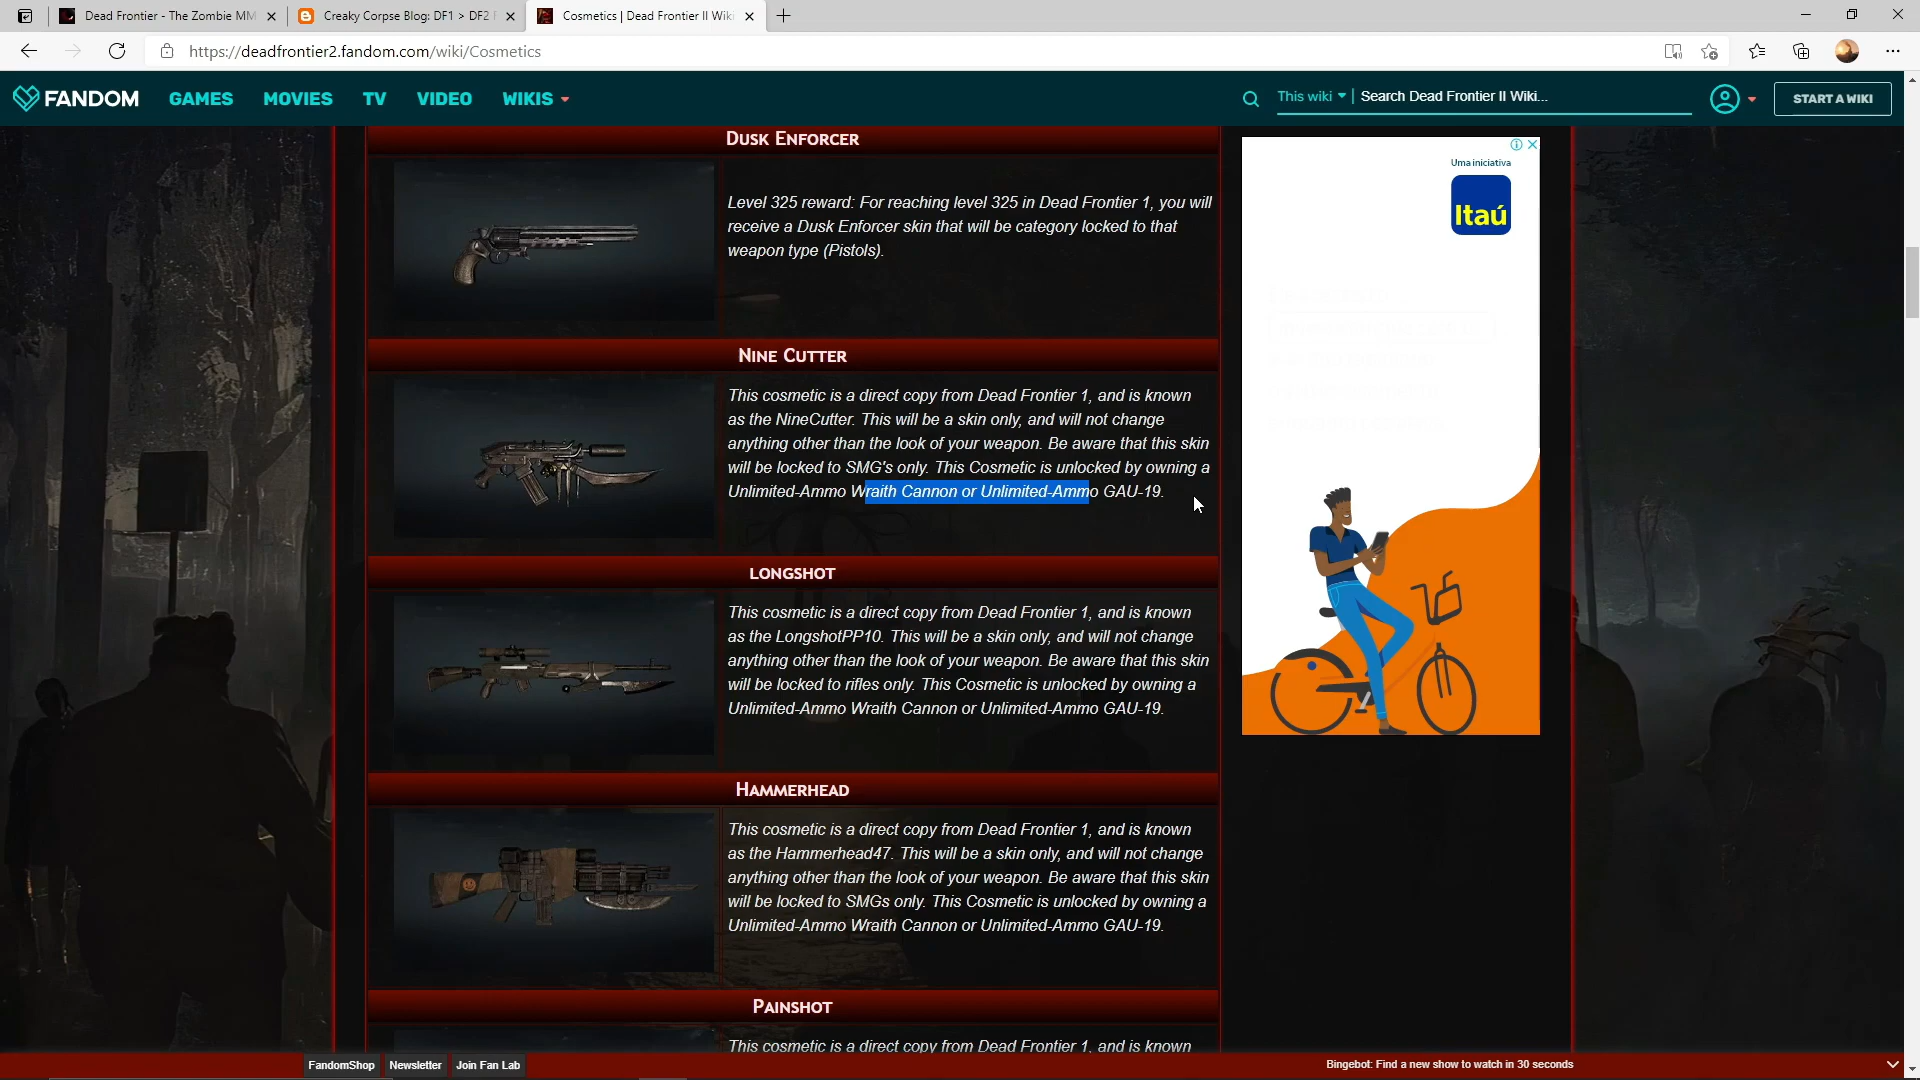 Dead Frontier - The Zombie MM
Creaky Corpse Blog: DF1 > DF2
Cosmetics | Dead Frontier II Wiki
https://deadfrontier2.fandom.com/wiki/Cosmetics
FANDOM
GAMES
MOVIES
TV
VIDEO
WIKIS
This wiki
Search Dead Frontier II Wiki...
START A WIKI
DUSK ENFORCER
Level 325 reward: For reaching level 325 in Dead Frontier 1, you will
receive a Dusk Enforcer skin that will be category locked to that
weapon type (Pistols).
NINE CUTTER
This cosmetic is a direct copy from Dead Frontier 1, and is known
as the NineCutter. This will be a skin only, and will not change
anything other than the look of your weapon. Be aware that this skin
will be locked to SMG's only. This Cosmetic is unlocked by owning a
Unlimited-Ammo Wraith Cannon or Unlimited-Ammo GAU-19.
LONGSHOT
This cosmetic is a direct copy from Dead Frontier 1, and is known
as the LongshotPP10. This will be a skin only, and will not change
anything other than the look of your weapon. Be aware that this skin
will be locked to rifles only. This Cosmetic is unlocked by owning a
Unlimited-Ammo Wraith Cannon or Unlimited-Ammo GAU-19.
HAMMERHEAD
This cosmetic is a direct copy from Dead Frontier 1, and is known
as the Hammerhead47. This will be a skin only, and will not change
anything other than the look of your weapon. Be aware that this skin
will be locked to SMGs only. This Cosmetic is unlocked by owning a
Unlimited-Ammo Wraith Cannon or Unlimited-Ammo GAU-19.
PAINSHOT
This cosmetic is a direct copy from Dead Frontier 1, and is known
Uma iniciativa
Itaú
FandomShop
Newsletter
Join Fan Lab
Bingebot: Find a new show to watch in 30 seconds